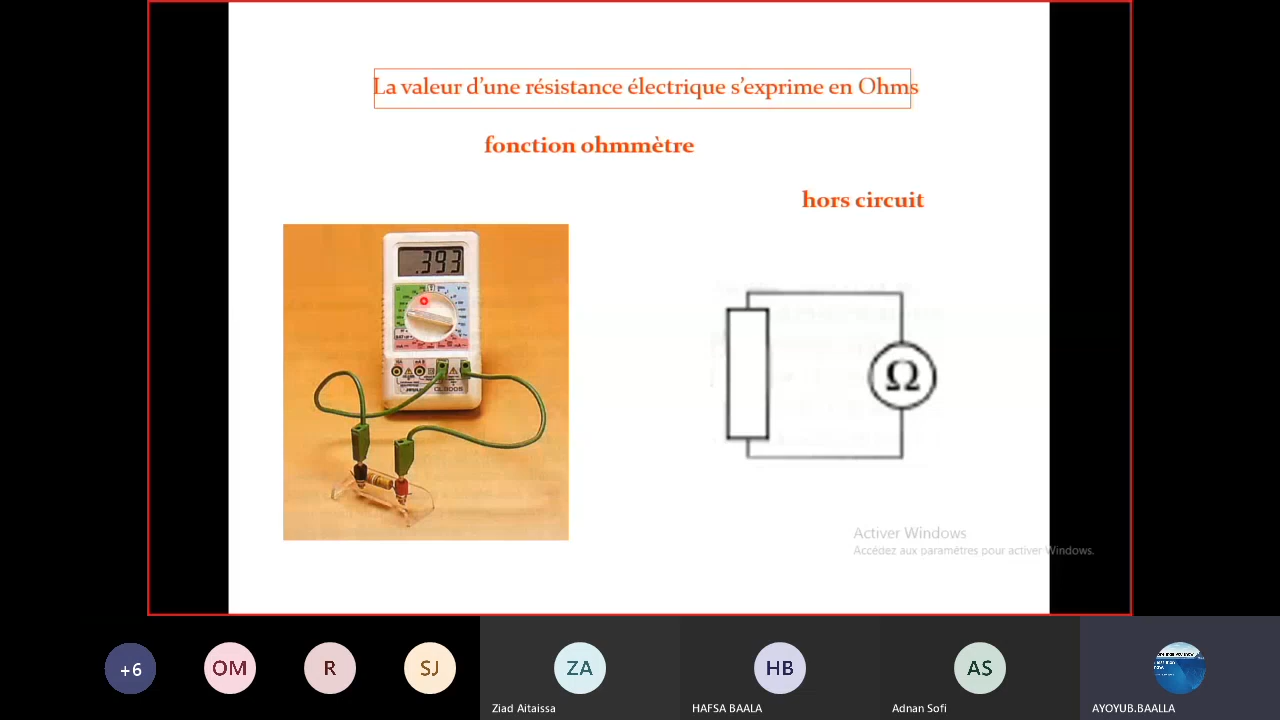 La valeur d'une résistance électrique s'exprime en Ohms
fonction ohmmètre
hors circuit
.393
Ω
Activer Windows
Accédez aux paramètres pour activer Windows.
+6
OM
R
SJ
ZA
HB
AS
Ziad Aitaissa
HAFSA BAALA
Adnan Sofi
AYOYUB.BAALLA